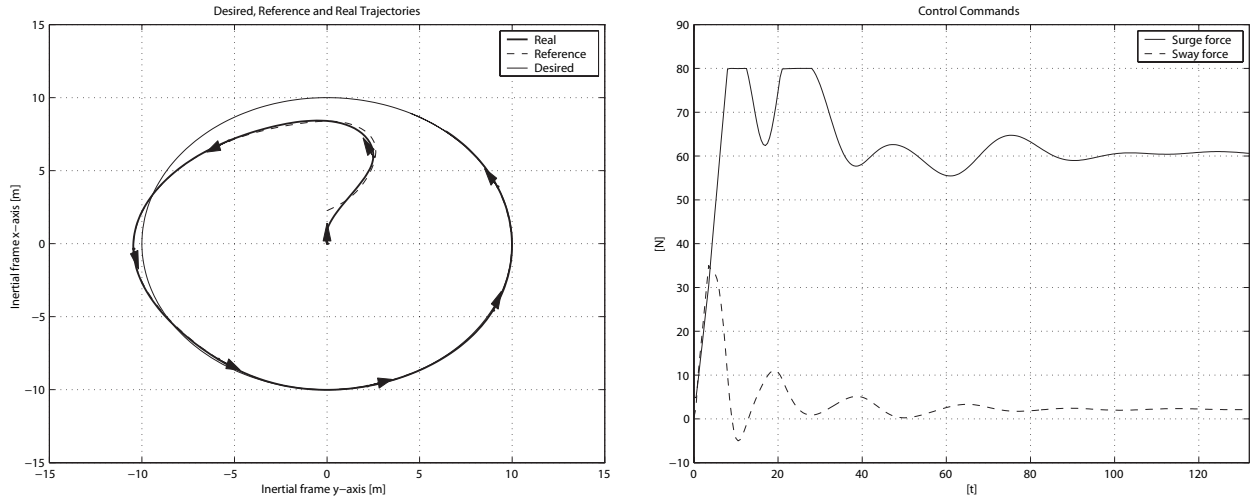 Desired, Reference and Real Trajectories
15
10
5
0
−5
−10
−15
−15
−10
−5
0
5
10
15
Inertial frame x−axis [m]
Inertial frame y−axis [m]
Real
Reference
Desired
Control Commands
90
80
70
60
50
40
30
20
10
0
−10
0
20
40
60
80
100
120
[N]
[t]
Surge force
Sway force